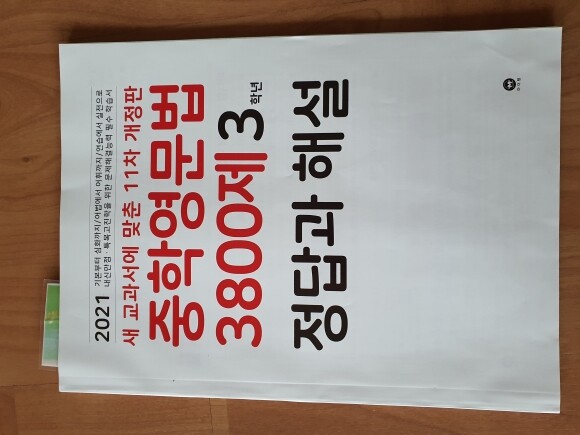 2021
기본부터 심화까지/어법에서 어휘까지/연습에서 실전으로
내신만점·특목고진학을 위한 문제해결능력 필수 학습서
새 교과서에 맞춘 11차 개정판
중학영문법
3800제 3 학년
정답과 해설